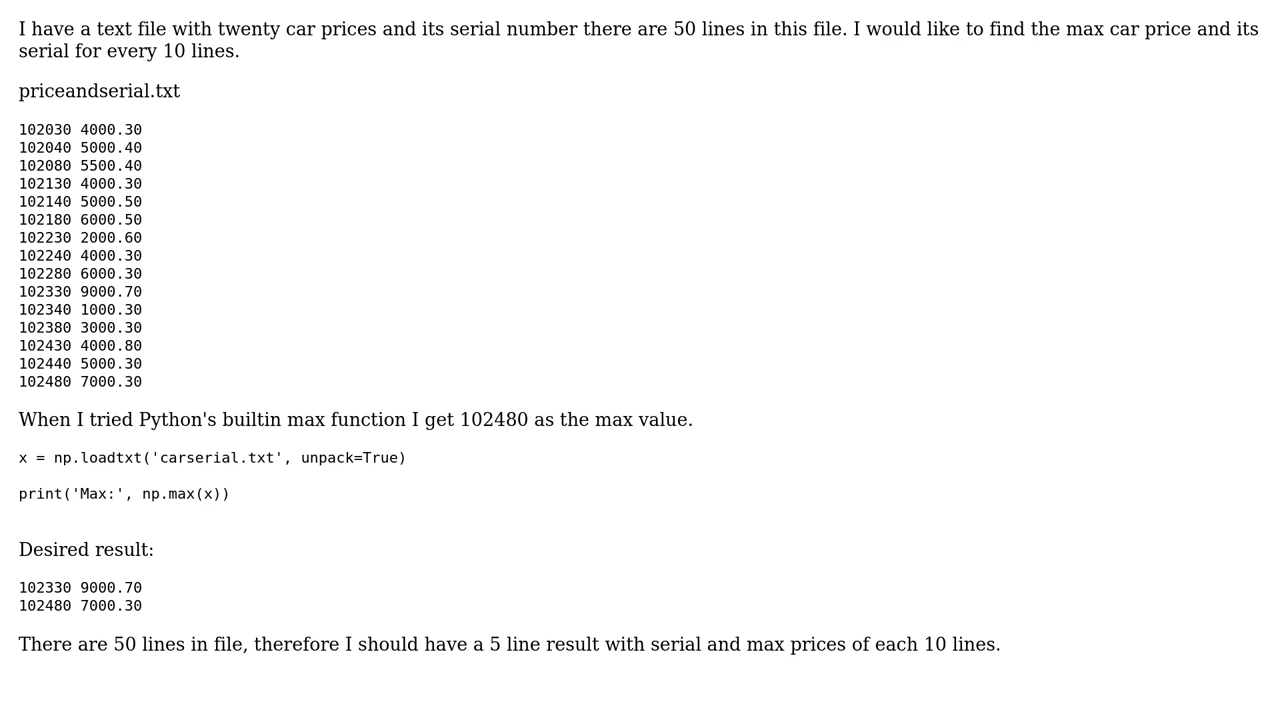 I have a text file with twenty car prices and its serial number there are 50 lines in this file. I would like to find the max car price and its
serial for every 10 lines.
priceandserial.txt
102030 4000.30
102040 5000.40
102080 5500.40
102130 4000.30
102140 5000.50
102180 6000.50
102230 2000.60
102240 4000.30
102280 6000.30
102330 9000.70
102340 1000.30
102380 3000.30
102430 4000.80
102440 5000.30
102480 7000.30
When I tried Python's builtin max function I get 102480 as the max value.
x = np.loadtxt('carserial.txt', unpack=True)
print('Max:', np.max(x))
Desired result:
102330 9000.70
102480 7000.30
There are 50 lines in file, therefore I should have a 5 line result with serial and max prices of each 10 lines.